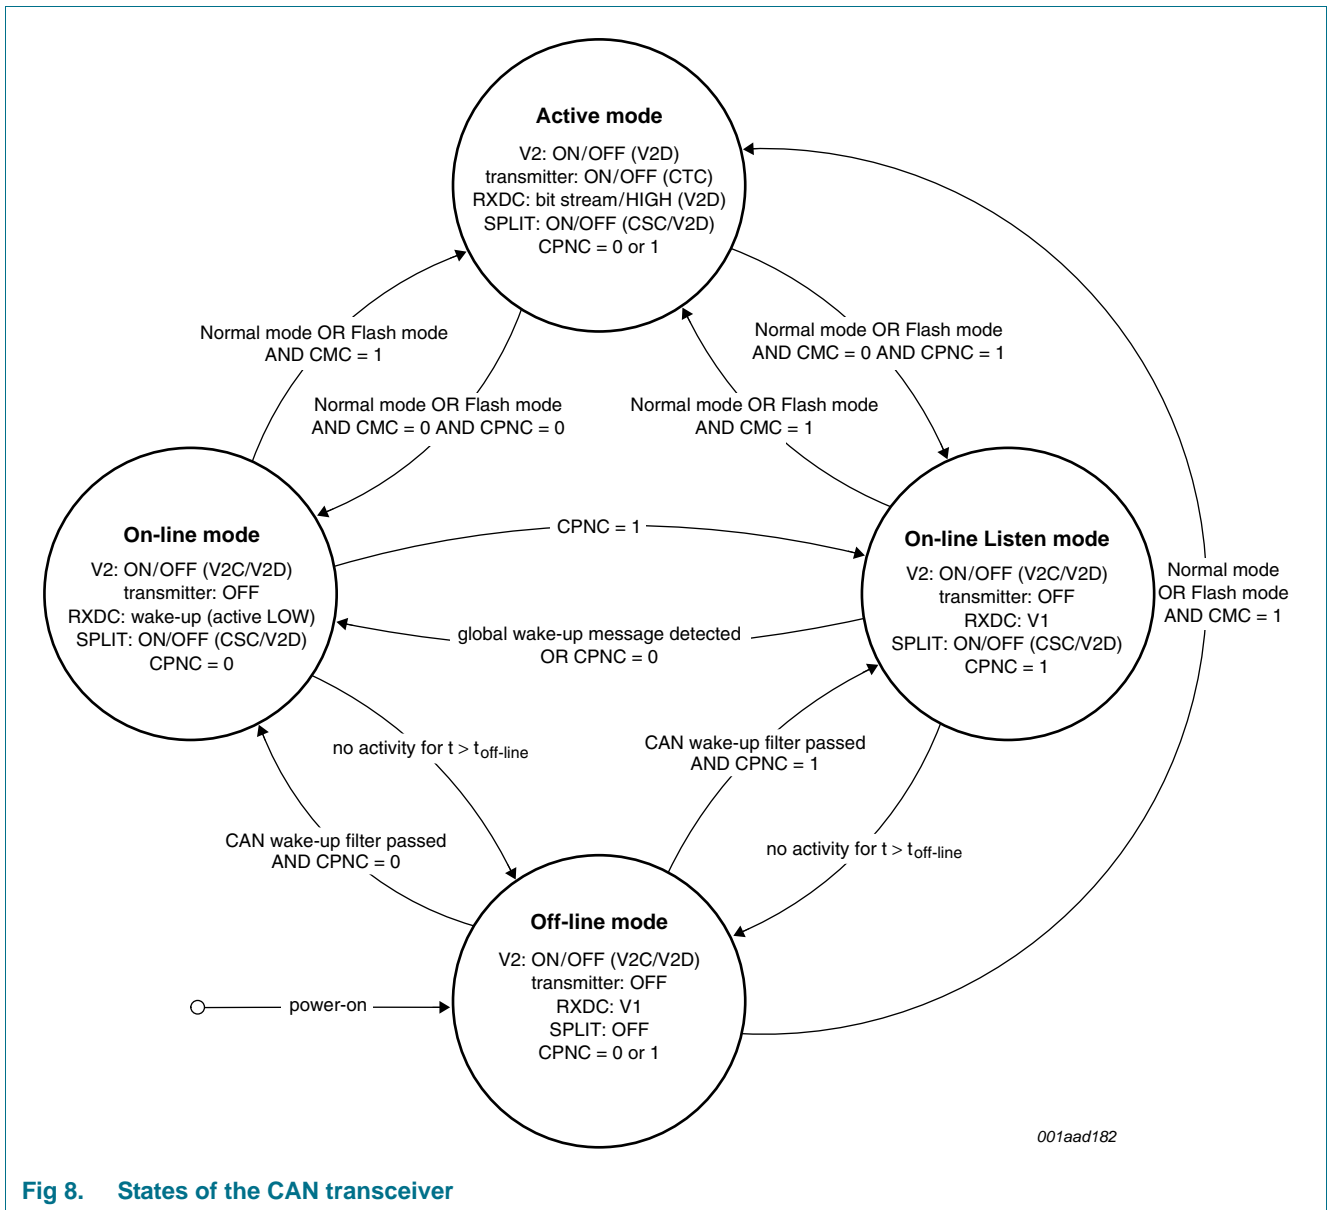 Active mode
V2: ON/OFF (V2D)
transmitter: ON/OFF (CTC)
RXDC: bit stream/HIGH (V2D)
SPLIT: ON/OFF (CSC/V2D)
CPNC = 0 or 1
Normal mode OR Flash mode
AND CMC = 1
Normal mode OR Flash mode
AND CMC = 0 AND CPNC = 1
Normal mode OR Flash mode
AND CMC = 0 AND CPNC = 0
Normal mode OR Flash mode
AND CMC = 1
On-line mode
V2: ON/OFF (V2C/V2D)
transmitter: OFF
RXDC: wake-up (active LOW)
SPLIT: ON/OFF (CSC/V2D)
CPNC = 0
CPNC = 1
On-line Listen mode
V2: ON/OFF (V2C/V2D)
transmitter: OFF
RXDC: V1
SPLIT: ON/OFF (CSC/V2D)
CPNC = 1
Normal mode
OR Flash mode
AND CMC = 1
global wake-up message detected
OR CPNC = 0
no activity for t > toff-line
CAN wake-up filter passed
AND CPNC = 1
CAN wake-up filter passed
AND CPNC = 0
no activity for t > toff-line
Off-line mode
V2: ON/OFF (V2C/V2D)
transmitter: OFF
RXDC: V1
SPLIT: OFF
CPNC = 0 or 1
power-on
001aad182
Fig 8. States of the CAN transceiver